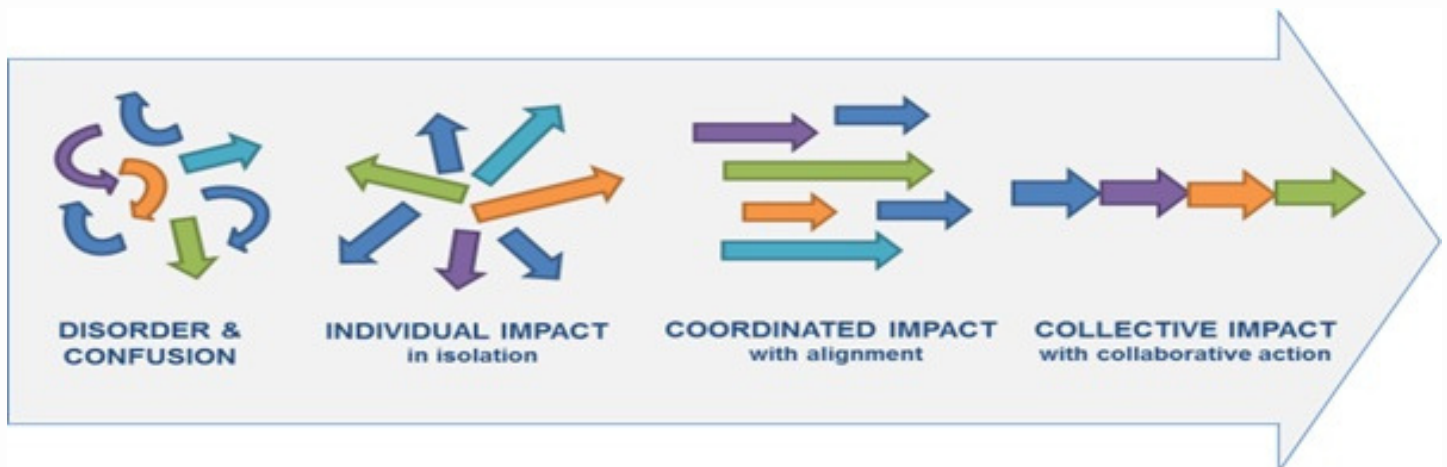 DISORDER &
CONFUSION
INDIVIDUAL IMPACT
in isolation
COORDINATED IMPACT
with alignment
COLLECTIVE IMPACT
with collaborative action